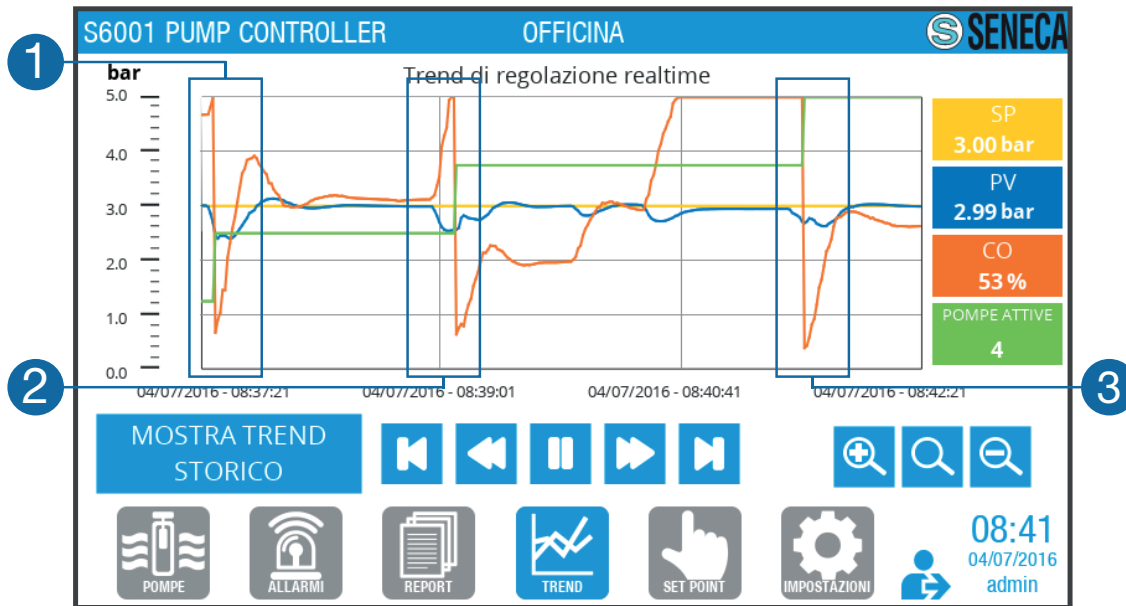 S6001 PUMP CONTROLLER OFFICINA S SENECA
1
bar Trend di regolazione realtime
5.0
4.0
3.0
2.0
1.0
0.0
SP
3.00 bar
PV
2.99 bar
CO
53 %
POMPE ATTIVE
4
2
3
04/07/2016 - 08:37:21 04/07/2016 - 08:39:01 04/07/2016 - 08:40:41 04/07/2016 - 08:42:21
MOSTRA TREND
STORICO
POMPE ALLARMI REPORT TREND SET POINT IMPOSTAZIONI
08:41
04/07/2016
admin